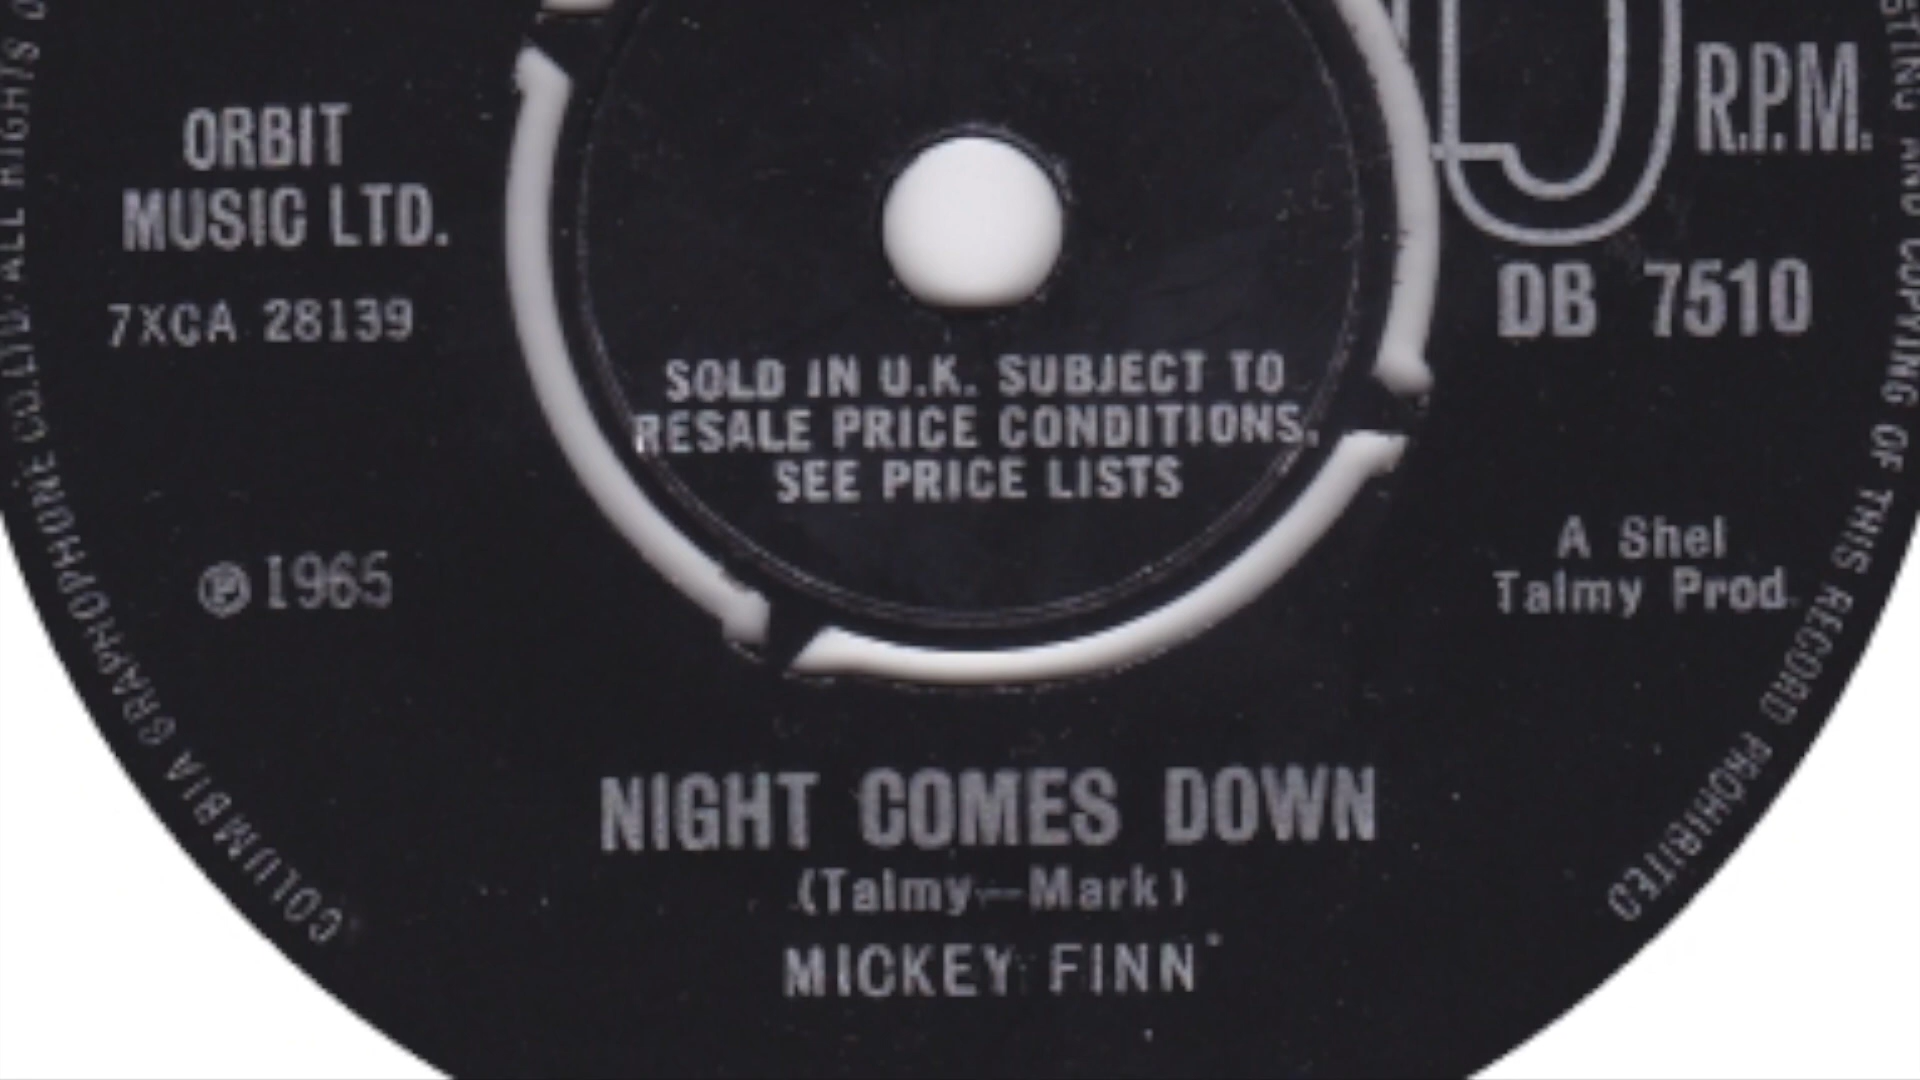 ORBIT
MUSIC LTD.
7XCA 28139
℗ 1965
R.P.M.
DB 7510
SOLD IN U.K. SUBJECT TO
RESALE PRICE CONDITIONS,
SEE PRICE LISTS
A Shel
Talmy Prod.
NIGHT COMES DOWN
(Talmy—Mark)
MICKEY FINN
COLUMBIA GRAPHOPHONE CO. LTD. ALL RIGHTS
AND COPYING OF THIS RECORD PROHIBITED